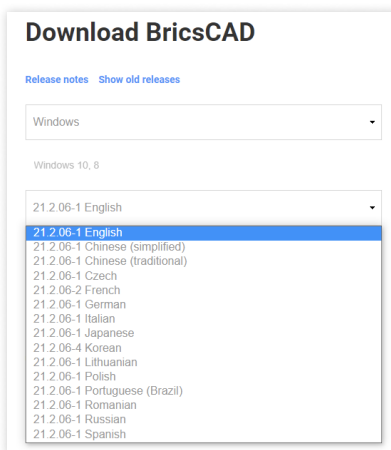 Download BricsCAD
Release notes Show old releases
Windows
Windows 10, 8
21.2.06-1 English
21.2.06-1 English
21.2.06-1 Chinese (simplified)
21.2.06-1 Chinese (traditional)
21.2.06-1 Czech
21.2.06-2 French
21.2.06-1 German
21.2.06-1 Italian
21.2.06-1 Japanese
21.2.06-4 Korean
21.2.06-1 Lithuanian
21.2.06-1 Polish
21.2.06-1 Portuguese (Brazil)
21.2.06-1 Romanian
21.2.06-1 Russian
21.2.06-1 Spanish